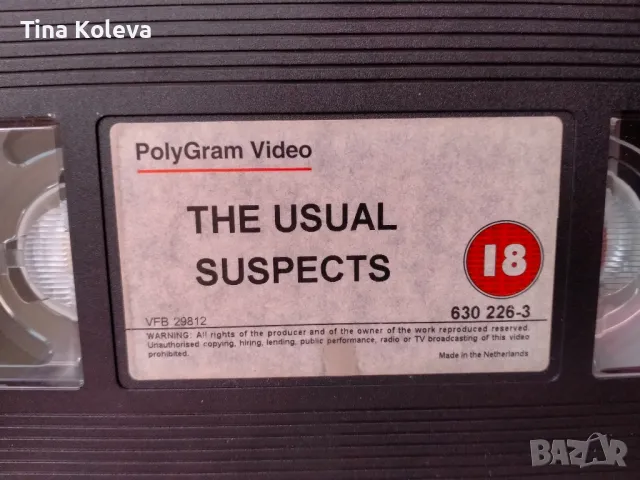 Tina Koleva
PolyGram Video
THE USUAL
SUSPECTS
18
VFB 29812
630 226-3
WARNING: All rights of the producer and of the owner of the work reproduced reserved.
Unauthorised copying, hiring, lending, public performance, radio or TV broadcasting of this video
prohibited.
Made in the Netherlands
BAZAR